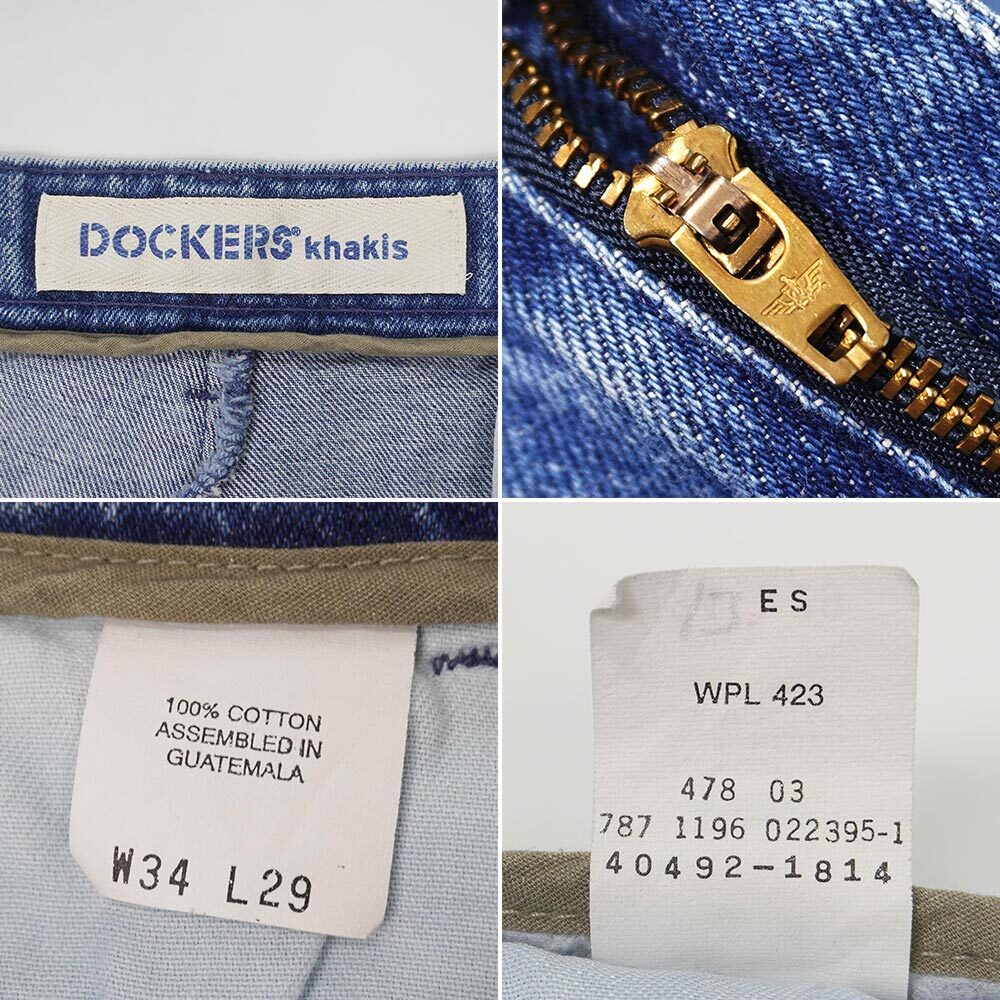 DOCKERS® khakis
100% COTTON
ASSEMBLED IN
GUATEMALA
W34 L29
ES
WPL 423
478 03
787 1196 022395-1
40492-1814